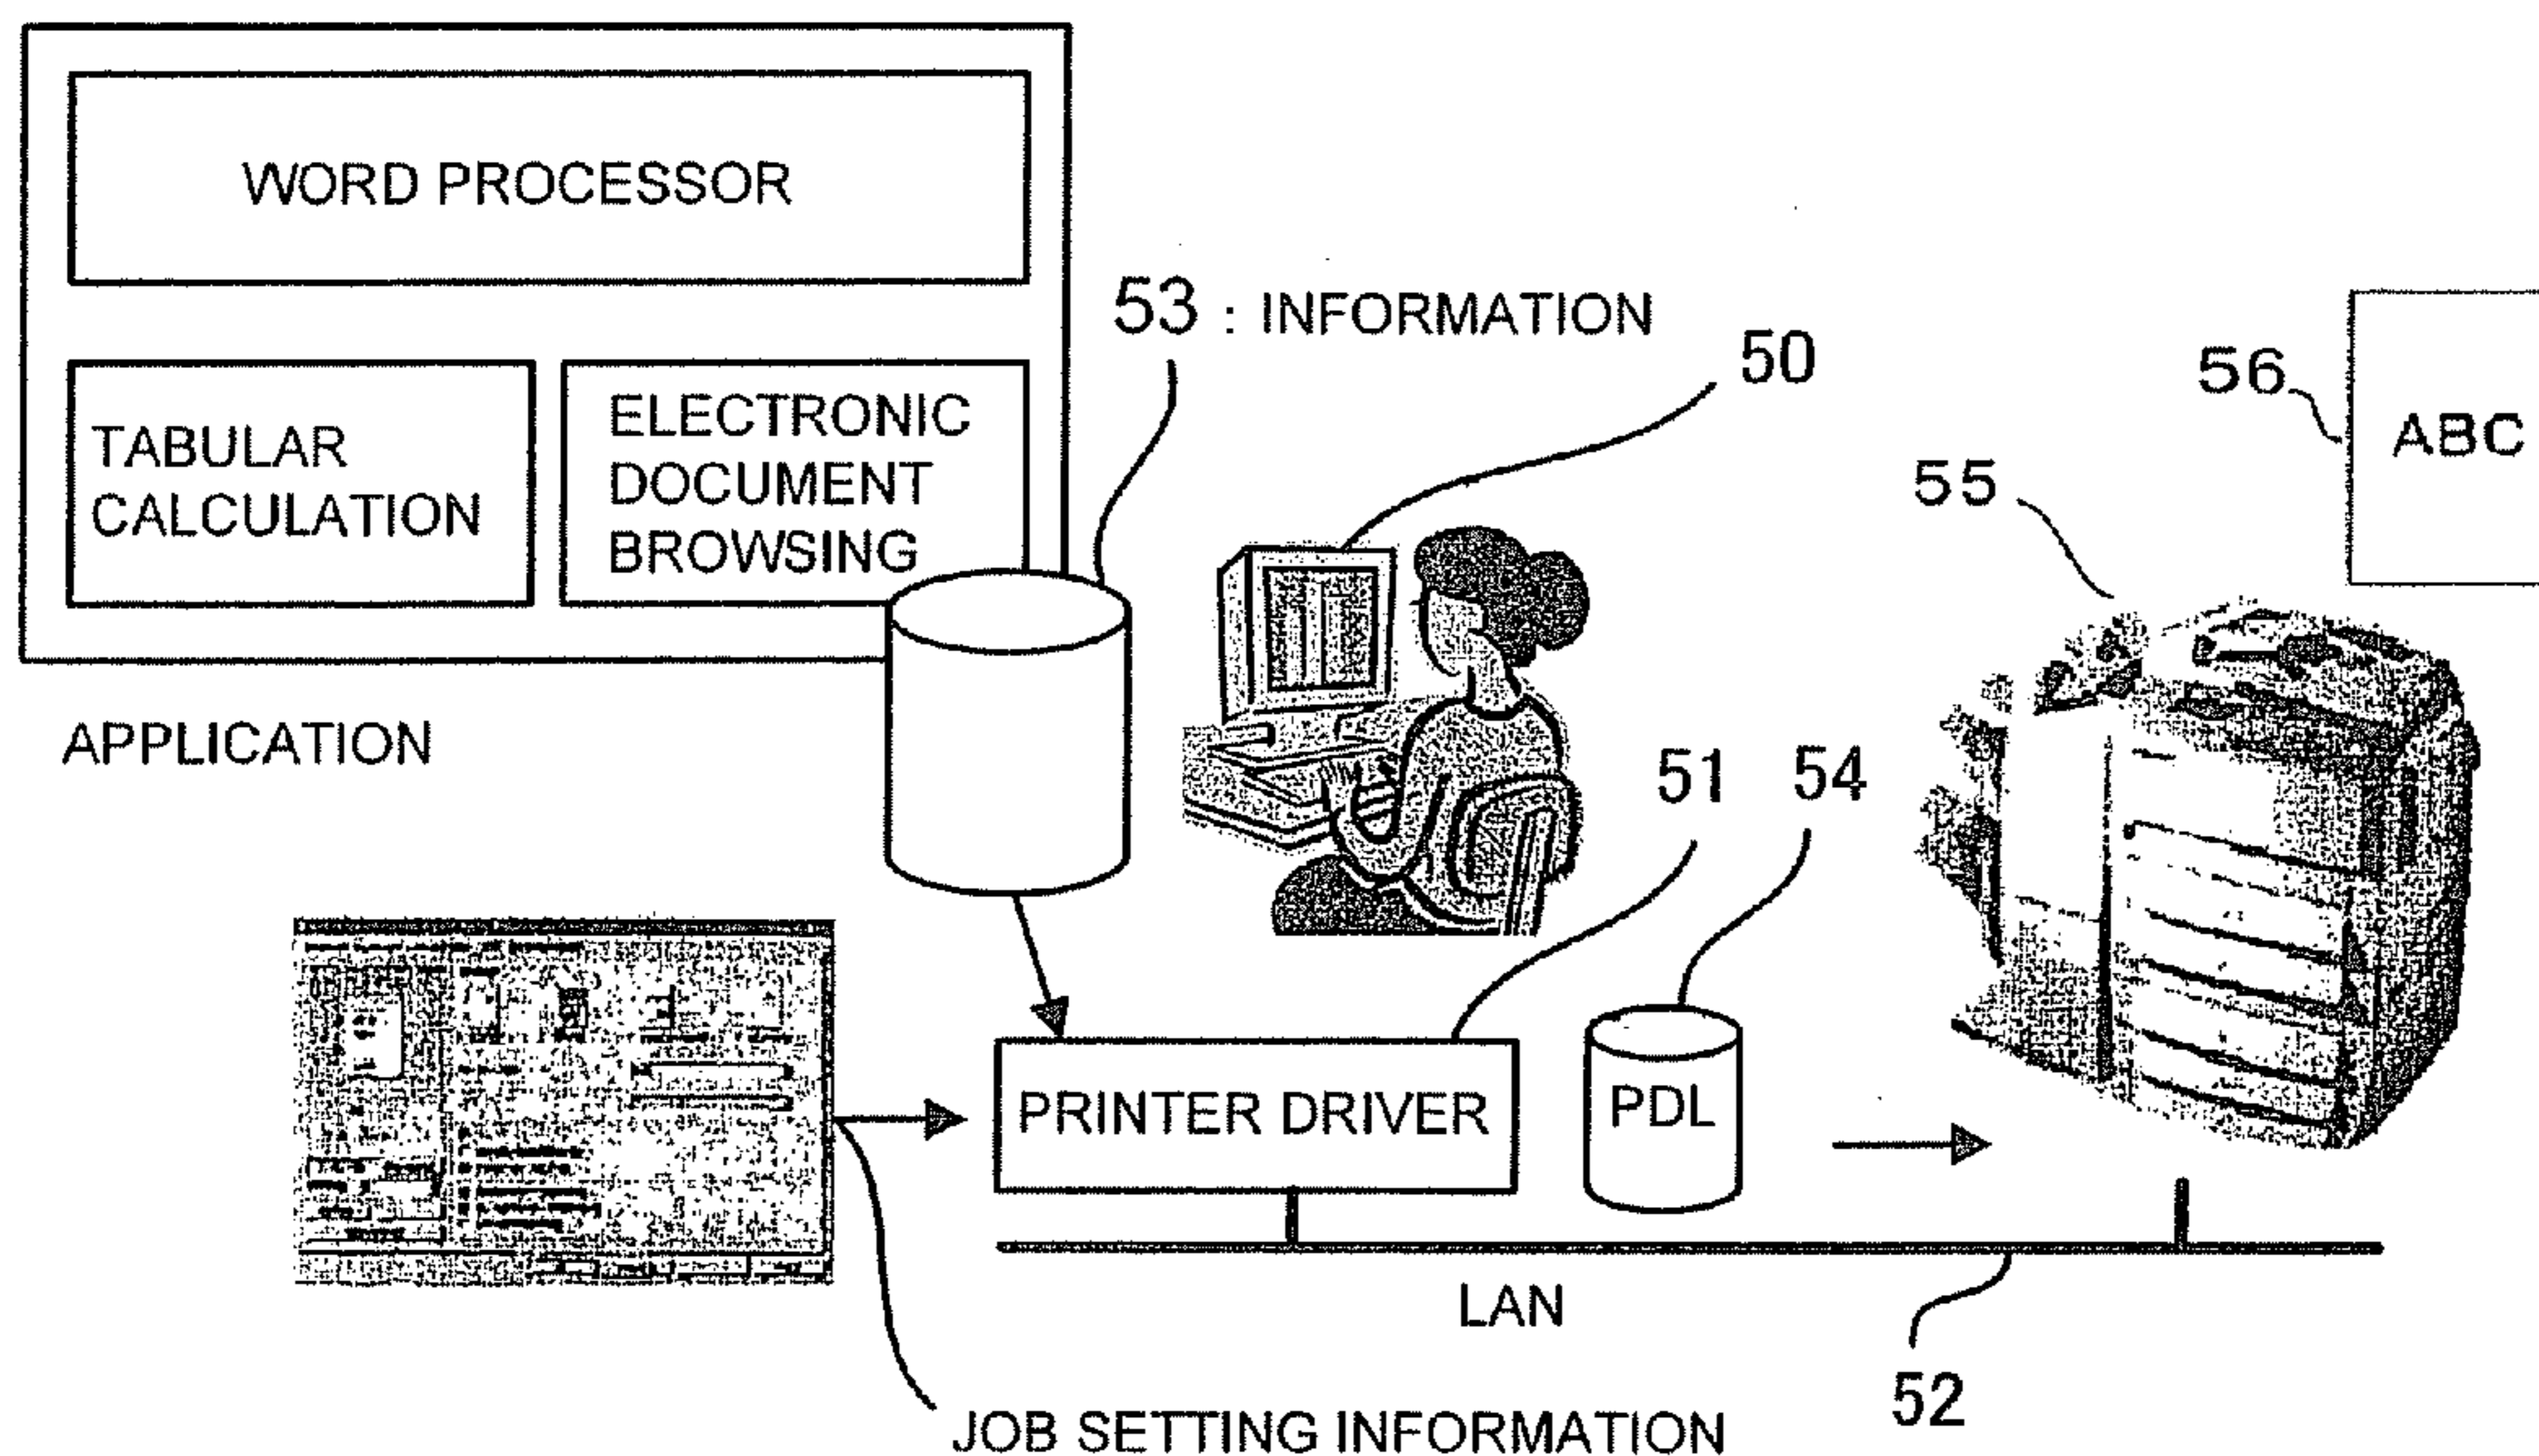 WORD PROCESSOR
TABULAR
CALCULATION
ELECTRONIC
DOCUMENT
BROWSING
APPLICATION
53 : INFORMATION
50
56
ABC
55
51
54
PRINTER DRIVER
PDL
LAN
52
JOB SETTING INFORMATION